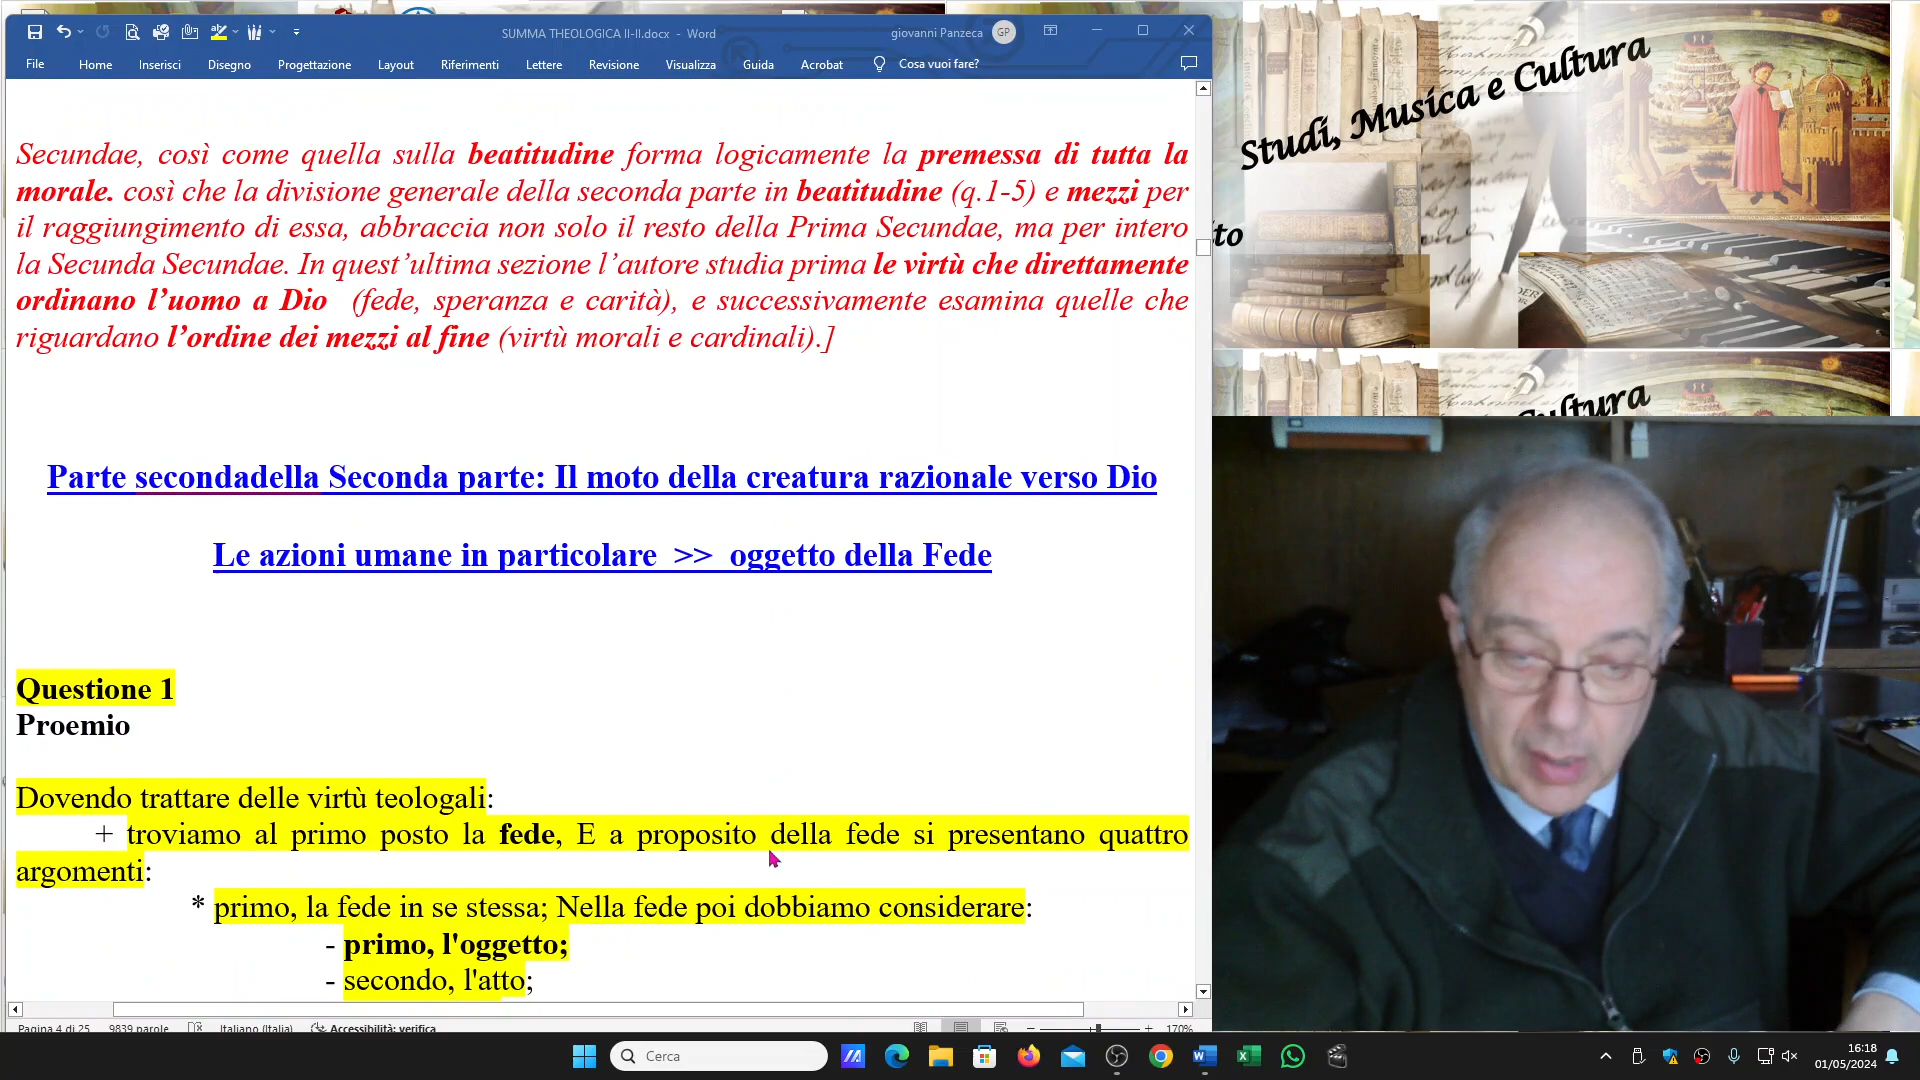 SUMMA THEOLOGICA II-II.docx - Word
giovanni Panzeca
GP
File Home Inserisci Disegno Progettazione Layout Riferimenti Lettere Revisione Visualizza Guida Acrobat Cosa vuoi fare?
Secundae, così come quella sulla beatitudine forma logicamente la premessa di tutta la
morale. così che la divisione generale della seconda parte in beatitudine (q.1-5) e mezzi per
il raggiungimento di essa, abbraccia non solo il resto della Prima Secundae, ma per intero
la Secunda Secundae. In quest’ultima sezione l’autore studia prima le virtù che direttamente
ordinano l’uomo a Dio (fede, speranza e carità), e successivamente esamina quelle che
riguardano l’ordine dei mezzi al fine (virtù morali e cardinali).]
Parte secondadella Seconda parte: Il moto della creatura razionale verso Dio
Le azioni umane in particolare >> oggetto della Fede
Questione 1
Proemio
Dovendo trattare delle virtù teologali:
+ troviamo al primo posto la fede, E a proposito della fede si presentano quattro
argomenti:
* primo, la fede in se stessa; Nella fede poi dobbiamo considerare:
- primo, l'oggetto;
- secondo, l'atto;
Pagina 4 di 25 9839 parole Italiano (Italia) Accessibilità: verifica
170%
Studi, Musica e Cultura
to
Cultura
Cerca
16:18
01/05/2024